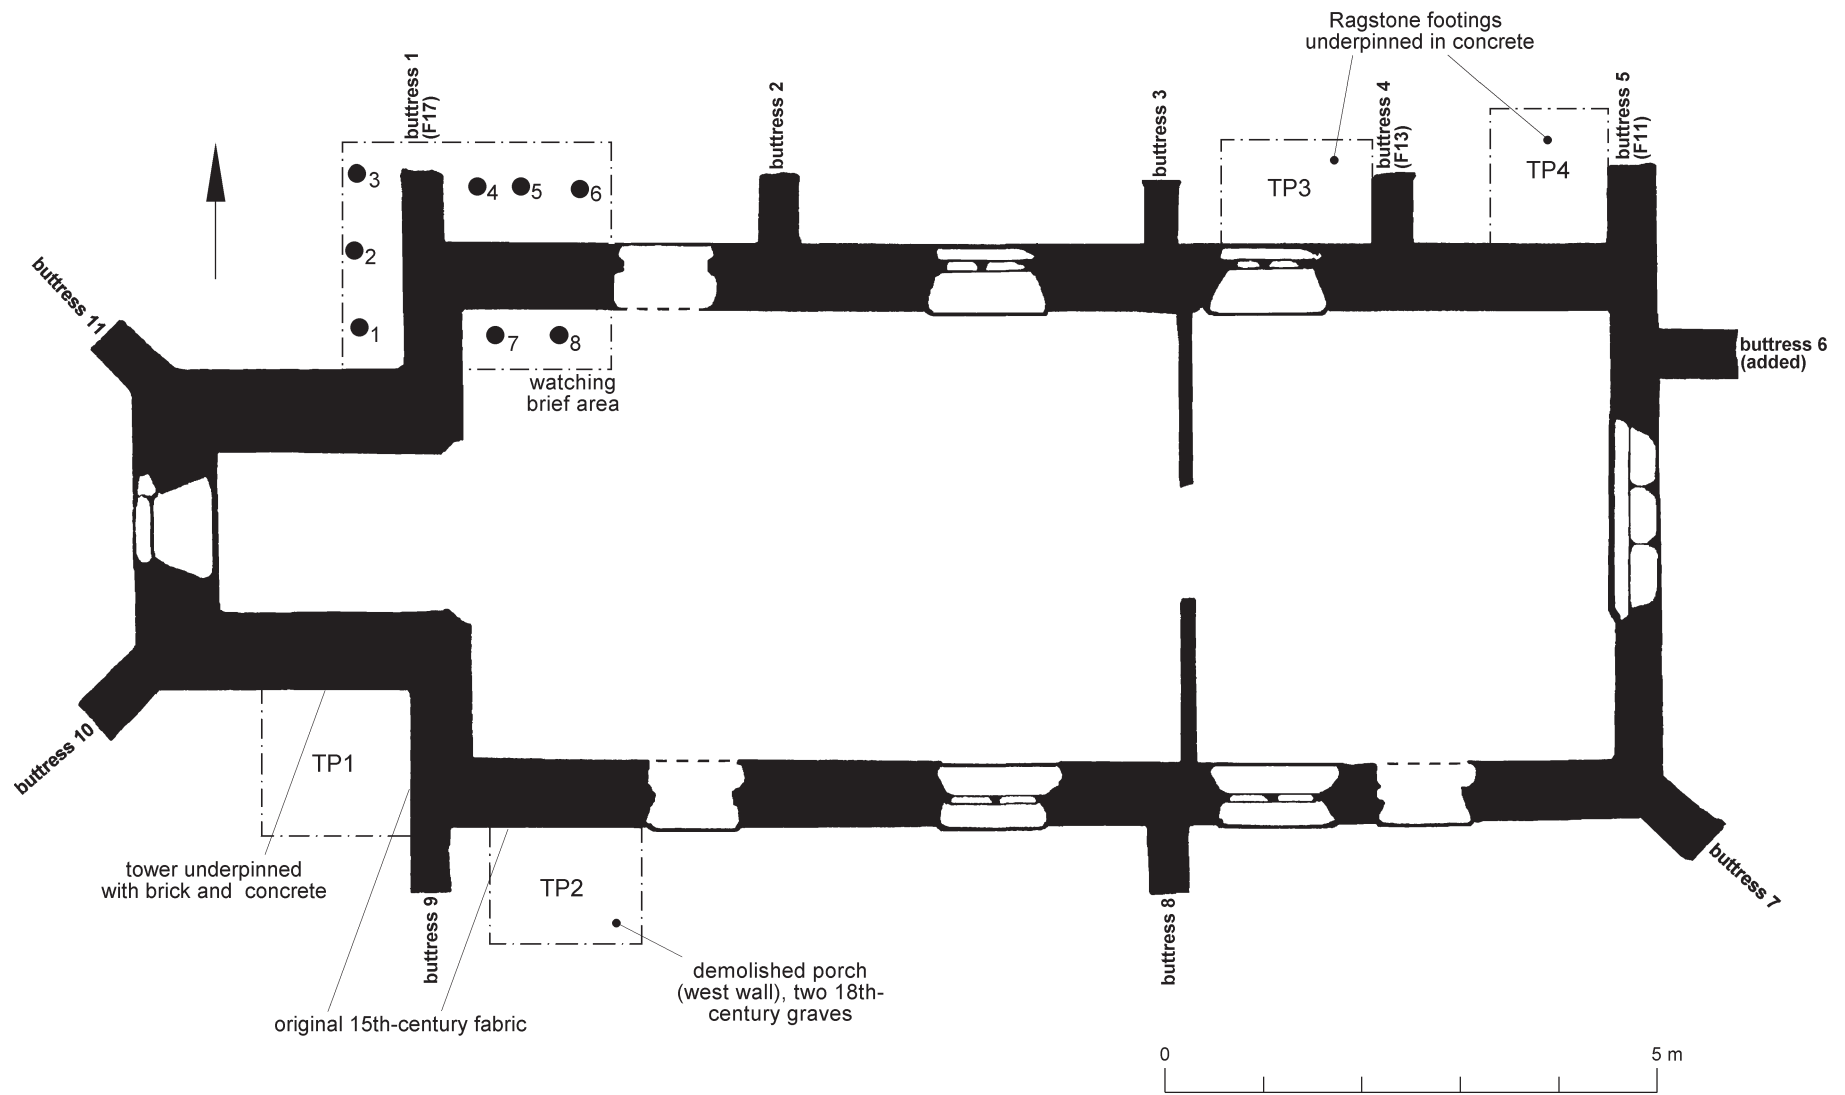 Ragstone footings
underpinned in concrete
buttress 1
(F17)
buttress 2
buttress 3
buttress 4
(F13)
buttress 5
(F11)
TP3
TP4
3
4
5
6
2
1
7
8
watching
brief area
buttress 11
buttress 6
(added)
buttress 10
TP1
tower underpinned
with brick and concrete
TP2
buttress 9
buttress 8
buttress 7
demolished porch
(west wall), two 18th-
century graves
original 15th-century fabric
0
5 m